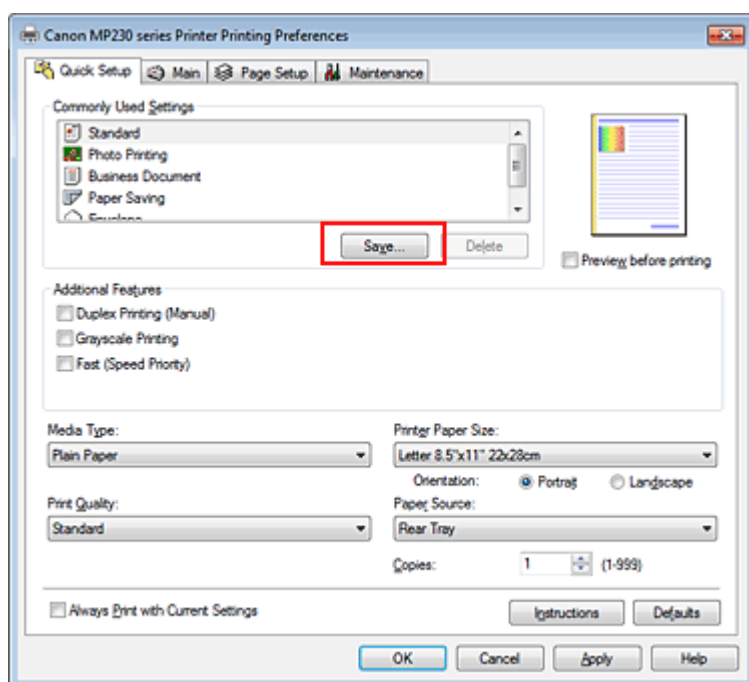 Canon MP230 series Printer Printing Preferences
Quick Setup Main Page Setup Maintenance
Commonly Used Settings
Standard
Photo Printing
Business Document
Paper Saving
Envelope
Save... Delete
Preview before printing
Additional Features
Duplex Printing (Manual)
Grayscale Printing
Fast (Speed Priority)
Media Type: Printer Paper Size:
Plain Paper Letter 8.5"x11" 22x28cm
Orientation: Portrait Landscape
Print Quality: Paper Source:
Standard Rear Tray
Copies: 1 (1-999)
Always Print with Current Settings Instructions Defaults
OK Cancel Apply Help